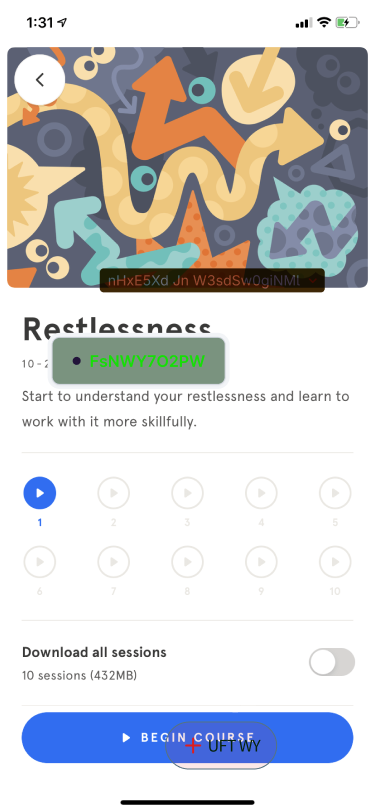 1:31
nHxE5Xd Jn W3sdSw0giNMt
Restlessness
10-2
FsNWY7O2PW
Start to understand your restlessness and learn to
work with it more skillfully.
1 2 3 4 5
6 7 8 9 10
Download all sessions
10 sessions (432MB)
BEGIN COURSE
UFT WY